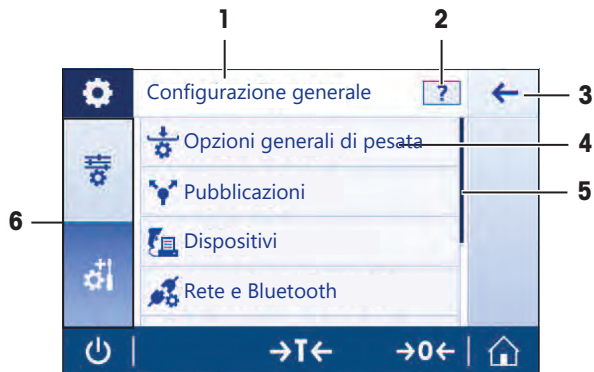 1
2
Configurazione generale ?
3
Opzioni generali di pesata
4
Pubblicazioni
5
6
Dispositivi
Rete e Bluetooth
→T← →0←